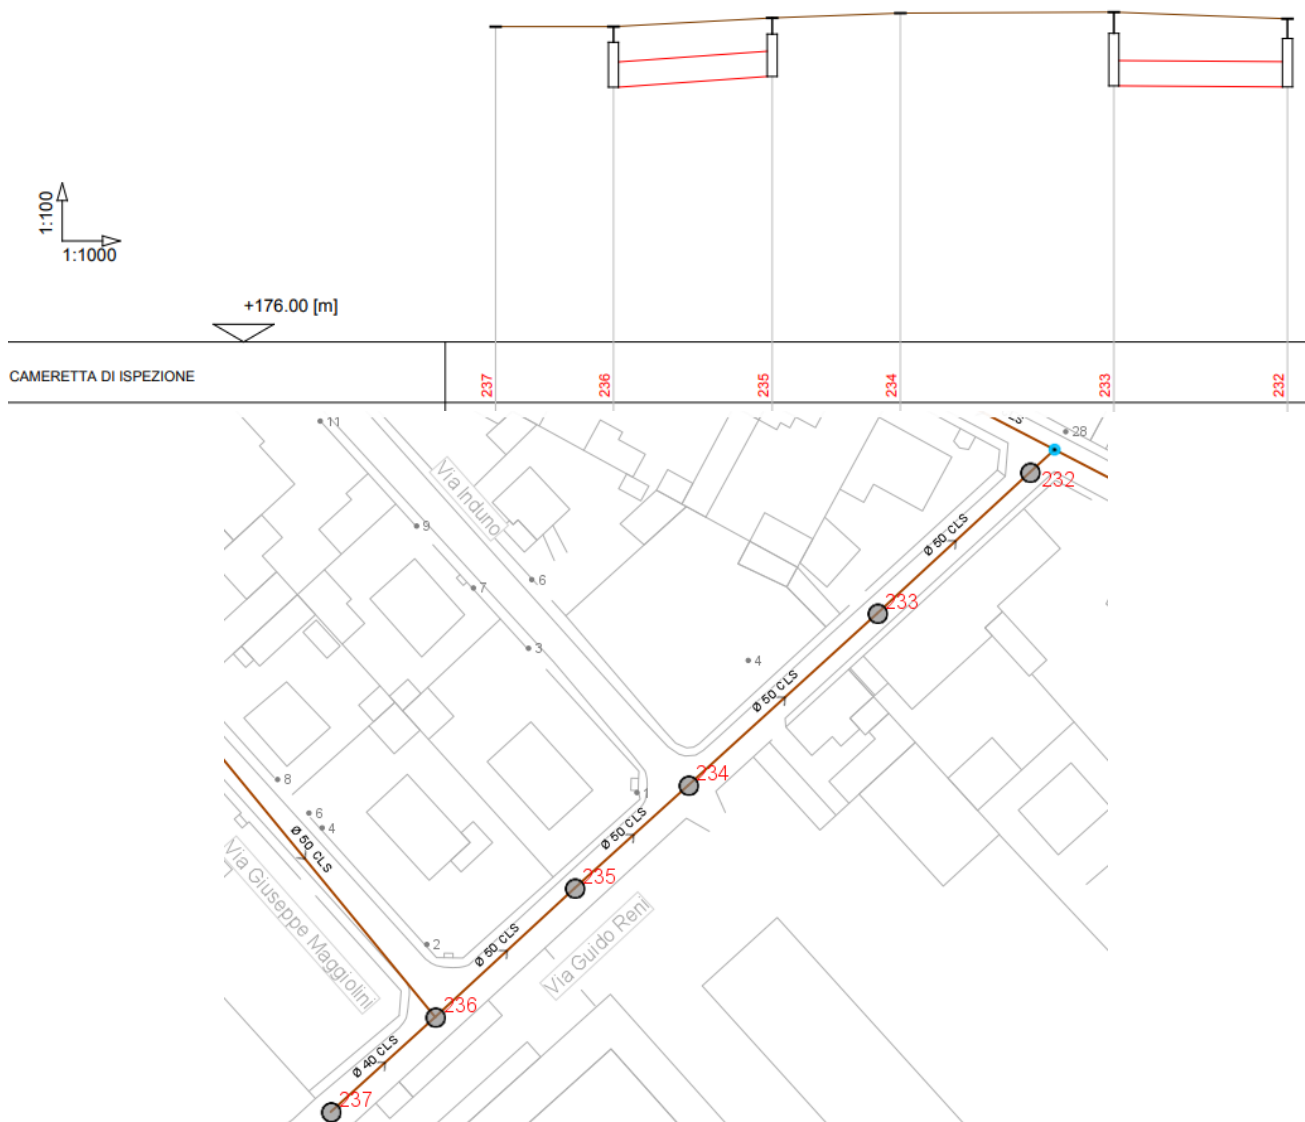 1:100
1:1000
+176.00 [m]
CAMERETTA DI ISPEZIONE
237
236
235
234
233
232
11
28
232
Via Induno
9
Ø 50 CLS
7
6
233
3
4
Ø 50 CLS
234
8
1
6
4
Ø 50 CLS
Ø 50 CLS
235
Via Giuseppe Maggiolini
2
Ø 50 CLS
Via Guido Reni
236
Ø 40 CLS
237